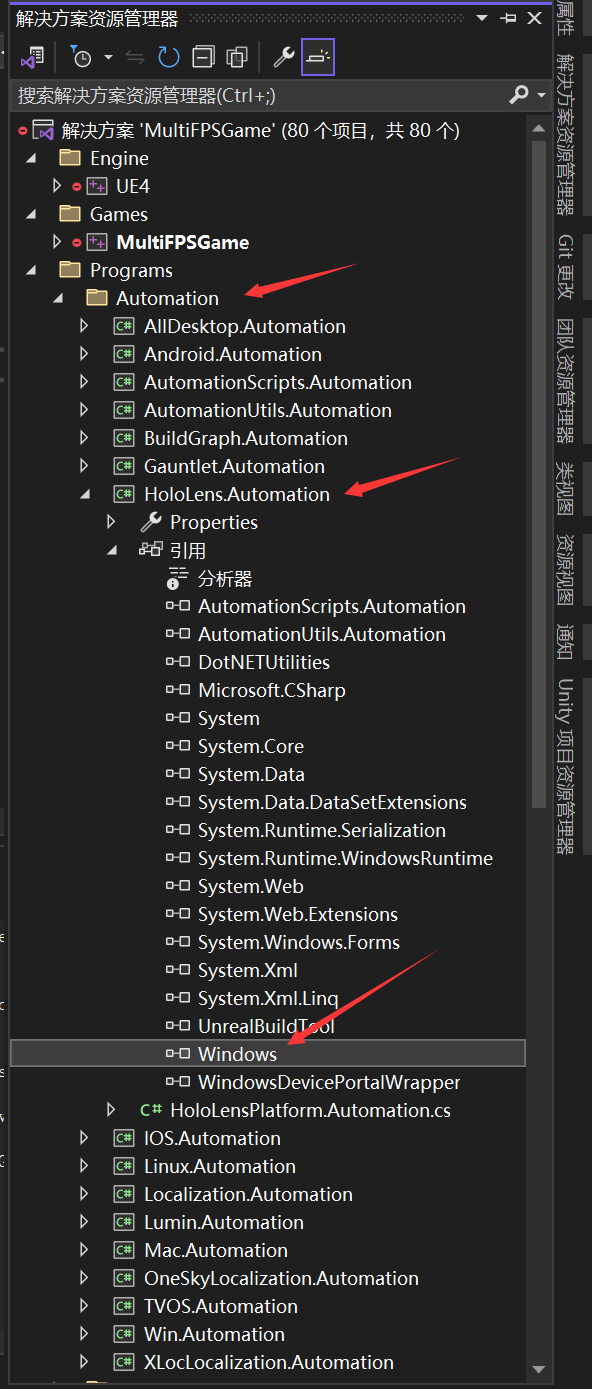 解决方案资源管理器
搜索解决方案资源管理器(Ctrl+;)
解决方案 'MultiFPSGame' (80 个项目，共 80 个)
Engine
UE4
Games
MultiFPSGame
Programs
Automation
AllDesktop.Automation
Android.Automation
AutomationScripts.Automation
AutomationUtils.Automation
BuildGraph.Automation
Gauntlet.Automation
HoloLens.Automation
Properties
引用
分析器
AutomationScripts.Automation
AutomationUtils.Automation
DotNETUtilities
Microsoft.CSharp
System
System.Core
System.Data
System.Data.DataSetExtensions
System.Runtime.Serialization
System.Runtime.WindowsRuntime
System.Web
System.Web.Extensions
System.Windows.Forms
System.Xml
System.Xml.Linq
UnrealBuildTool
Windows
WindowsDevicePortalWrapper
C# HoloLensPlatform.Automation.cs
IOS.Automation
Linux.Automation
Localization.Automation
Lumin.Automation
Mac.Automation
OneSkyLocalization.Automation
TVOS.Automation
Win.Automation
XLocLocalization.Automation
属性
解决方案资源管理器
Git 更改
团队资源管理器
类视图
资源视图
通知
Unity 项目资源管理器